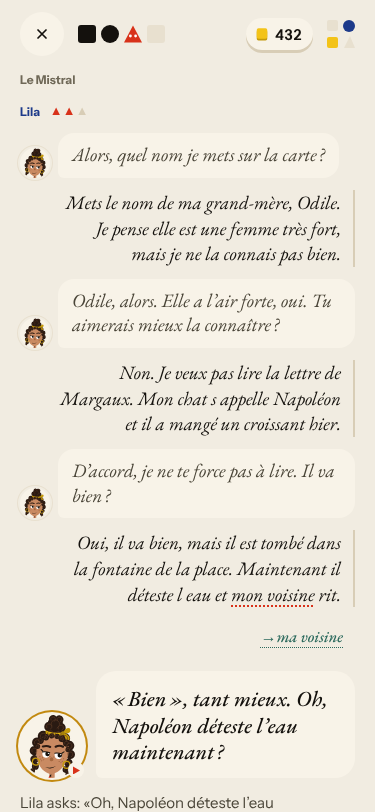 432
Le Mistral
Lila
Alors, quel nom je mets sur la carte ?
Mets le nom de ma grand-mère, Odile.
Je pense elle est une femme très fort,
mais je ne la connais pas bien.
Odile, alors. Elle a l’air forte, oui. Tu
aimerais mieux la connaître ?
Non. Je veux pas lire la lettre de
Margaux. Mon chat s appelle Napoléon
et il a mangé un croissant hier.
D’accord, je ne te force pas à lire. Il va
bien ?
Oui, il va bien, mais il est tombé dans
la fontaine de la place. Maintenant il
déteste l eau et mon voisine rit.
→ ma voisine
« Bien », tant mieux. Oh,
Napoléon déteste l’eau
maintenant ?
Lila asks: «Oh, Napoléon déteste l’eau